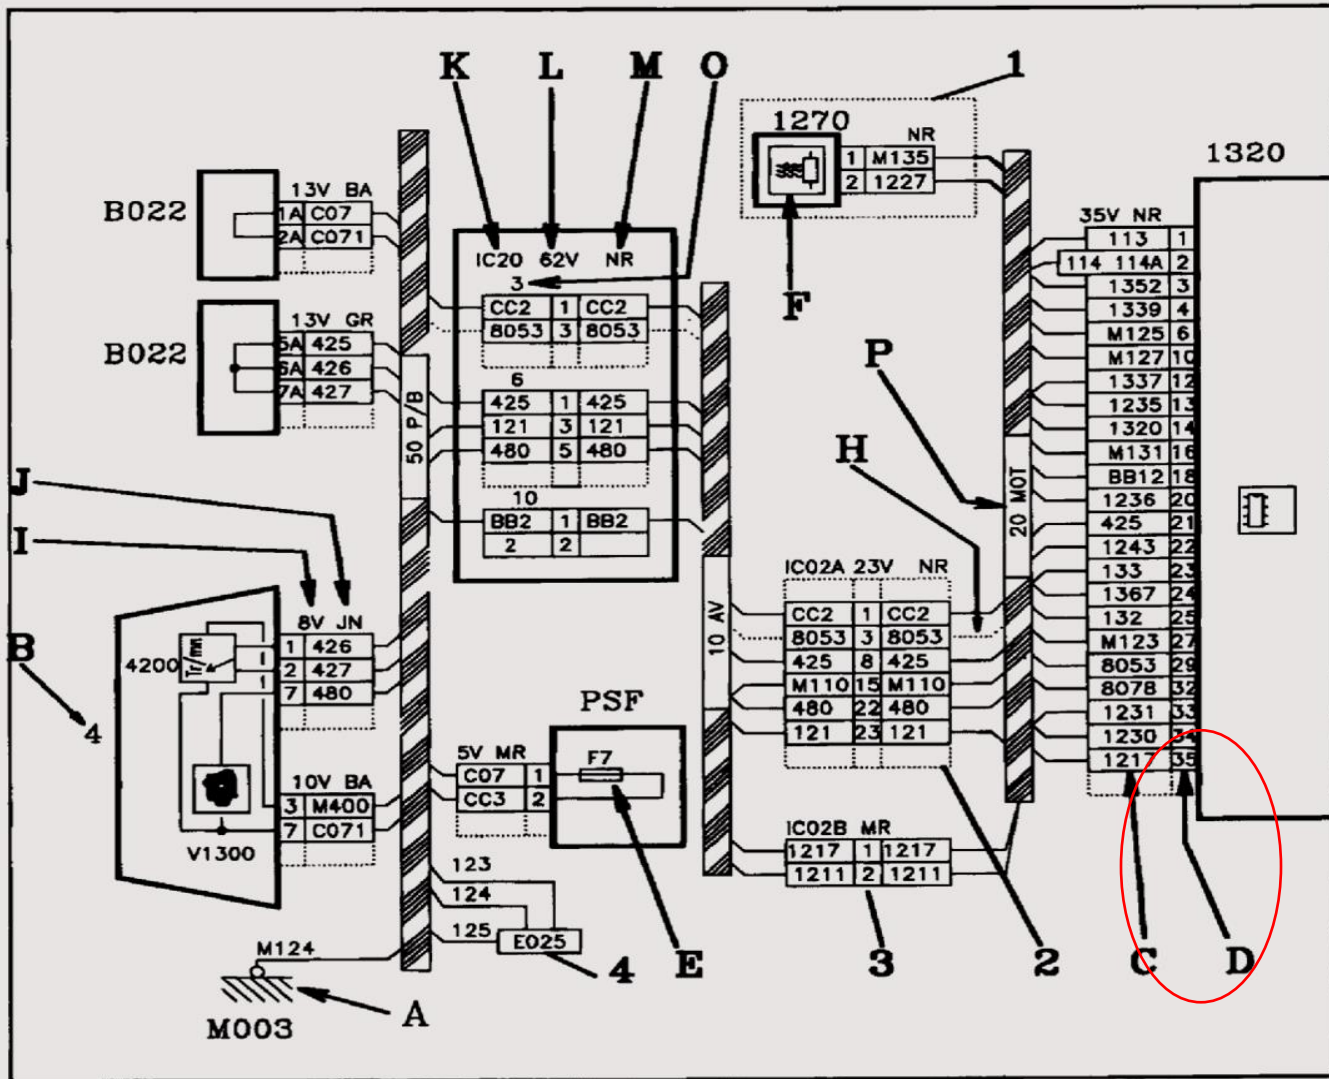 K L M O 1
1270
NR
1 M135
2 1227
F
1320
35V NR
113 1
114 114A 2
1352 3
1339 4
M125 6
M127 10
1337 12
1235 13
1320 14
M131 16
BB12 18
1236 20
425 21
1243 22
133 23
1367 24
132 25
M123 27
8053 29
8078 32
1231 33
1230 34
1217 35
C D
B022
13V BA
1A C07
2A C071
B022
13V GR
5A 425
6A 426
7A 427
50 P/B
IC20 62V NR
3
CC2 1 CC2
8053 3 8053
6
425 1 425
121 3 121
480 5 480
10
BB2 1 BB2
2 2
P
H
20 MOT
10 AV
IC02A 23V NR
CC2 1 CC2
8053 3 8053
425 8 425
M110 15 M110
480 22 480
121 23 121
IC02B MR
1217 1 1217
1211 2 1211
3 2
J
I
B
4
8V JN
4200
Tr/mn
1 426
2 427
7 480
10V BA
3 M400
7 C071
V1300
PSF
5V MR
C07 1
CC3 2
F7
E
123
124
125
E025
4
M124
A
M003